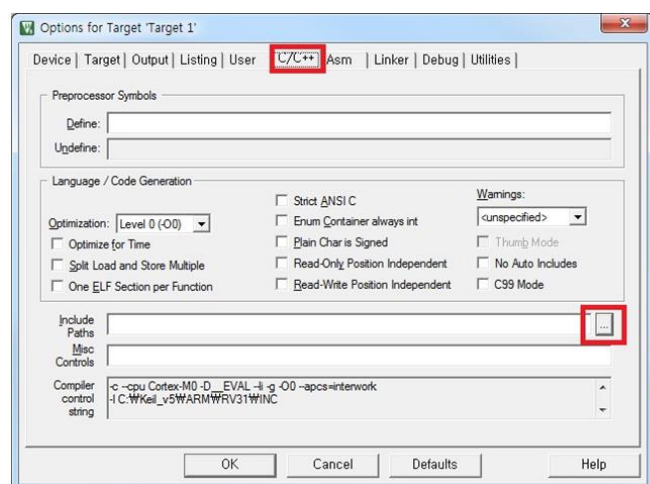 Options for Target 'Target 1'
Device | Target | Output | Listing | User C/C++ Asm | Linker | Debug | Utilities |
Preprocessor Symbols
Define:
Undefine:
Language / Code Generation
Optimization: Level 0 (-O0)
Optimize for Time
Split Load and Store Multiple
One ELF Section per Function
Strict ANSI C
Enum Container always int
Plain Char is Signed
Read-Only Position Independent
Read-Write Position Independent
Warnings:
<unspecified>
Thumb Mode
No Auto Includes
C99 Mode
Include
Paths
...
Misc
Controls
Compiler
control
string
-c --cpu Cortex-M0 -D__EVAL --li -g -O0 --apcs=interwork
-I C:₩Keil_v5₩ARM₩RV31₩INC
OK Cancel Defaults Help